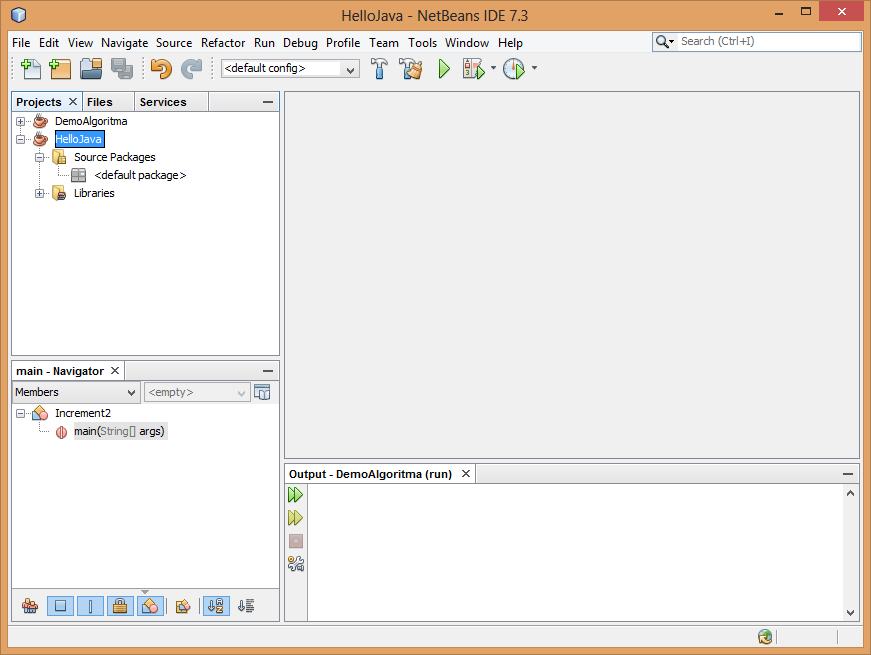 HelloJava - NetBeans IDE 7.3
File Edit View Navigate Source Refactor Run Debug Profile Team Tools Window Help
Search (Ctrl+I)
<default config>
Projects Files Services
DemoAlgoritma
HelloJava
Source Packages
<default package>
Libraries
main - Navigator
Members <empty>
Increment2
main(String[] args)
Output - DemoAlgoritma (run)